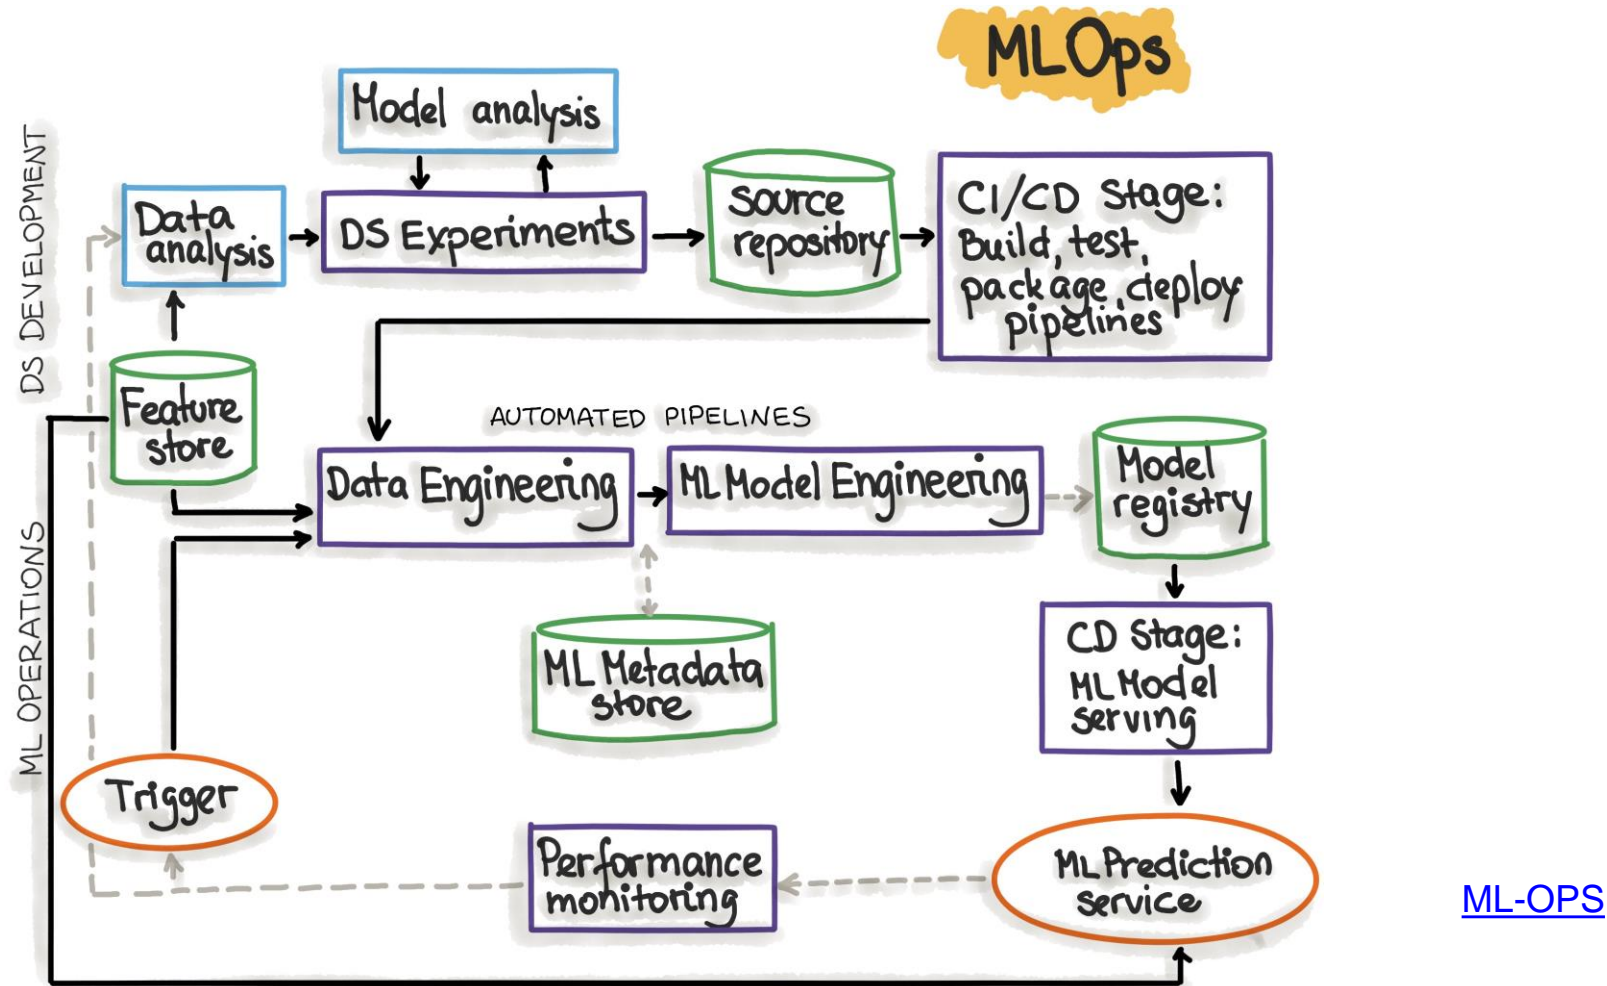 MLOps
Model analysis
DS DEVELOPMENT
Data
analysis
DS Experiments
Source
repository
CI/CD Stage:
Build, test,
package, deploy
pipelines
Feature
store
AUTOMATED PIPELINES
Data Engineering
ML Model Engineering
Model
registry
ML OPERATIONS
ML Metadata
store
CD Stage:
ML Model
serving
Trigger
Performance
monitoring
ML Prediction
service
ML-OPS